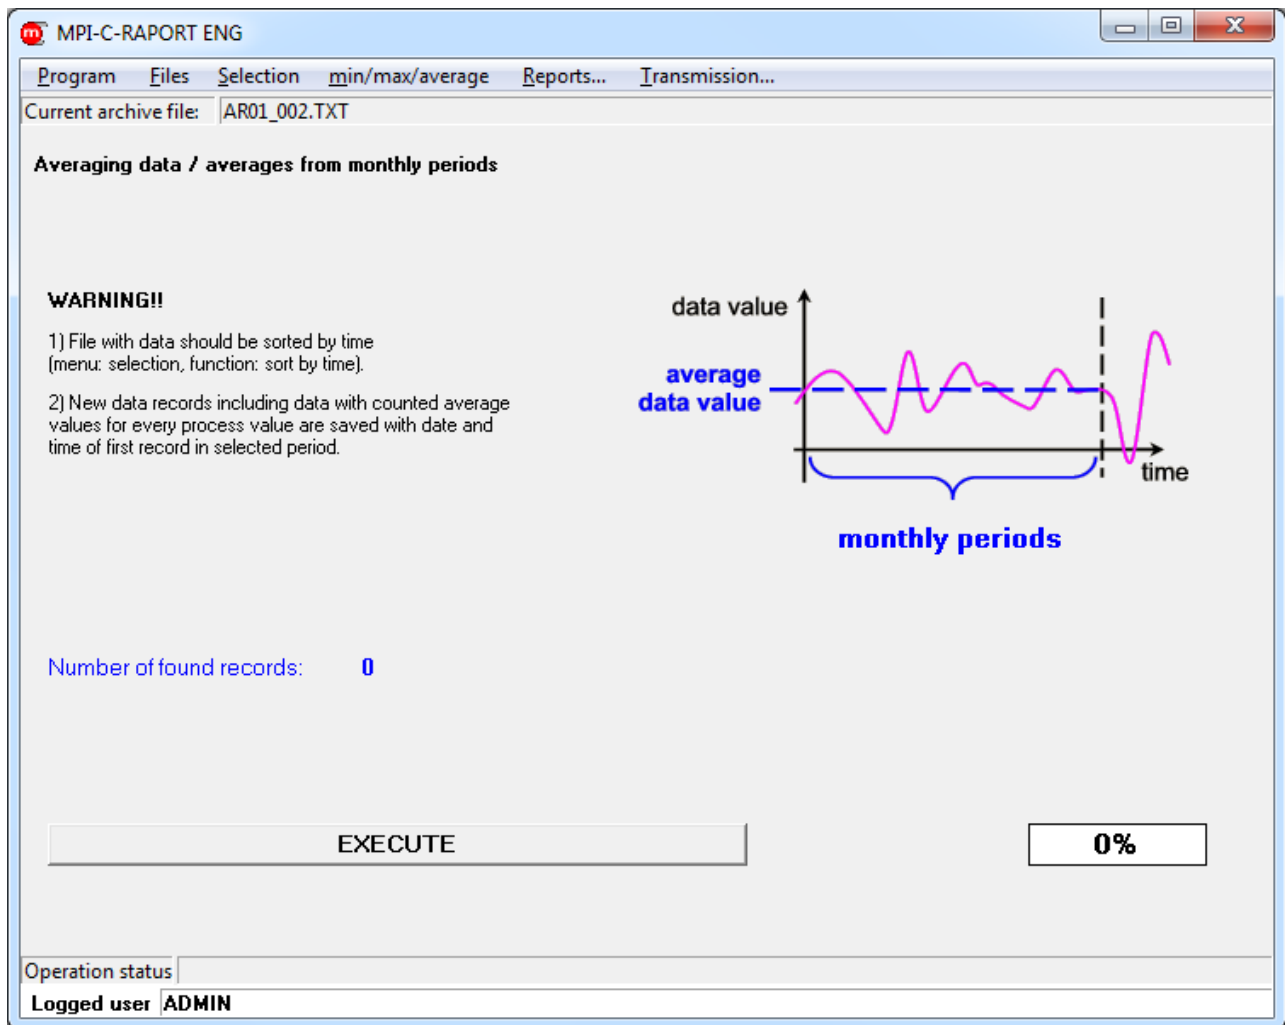 m MPI-C-RAPORT ENG
Program Files Selection min/max/average Reports... Transmission...
Current archive file: AR01_002.TXT
Averaging data / averages from monthly periods
WARNING!!
1) File with data should be sorted by time
(menu: selection, function: sort by time).
2) New data records including data with counted average
values for every process value are saved with date and
time of first record in selected period.
data value
average
data value
time
monthly periods
Number of found records: 0
EXECUTE
0%
Operation status
Logged user ADMIN